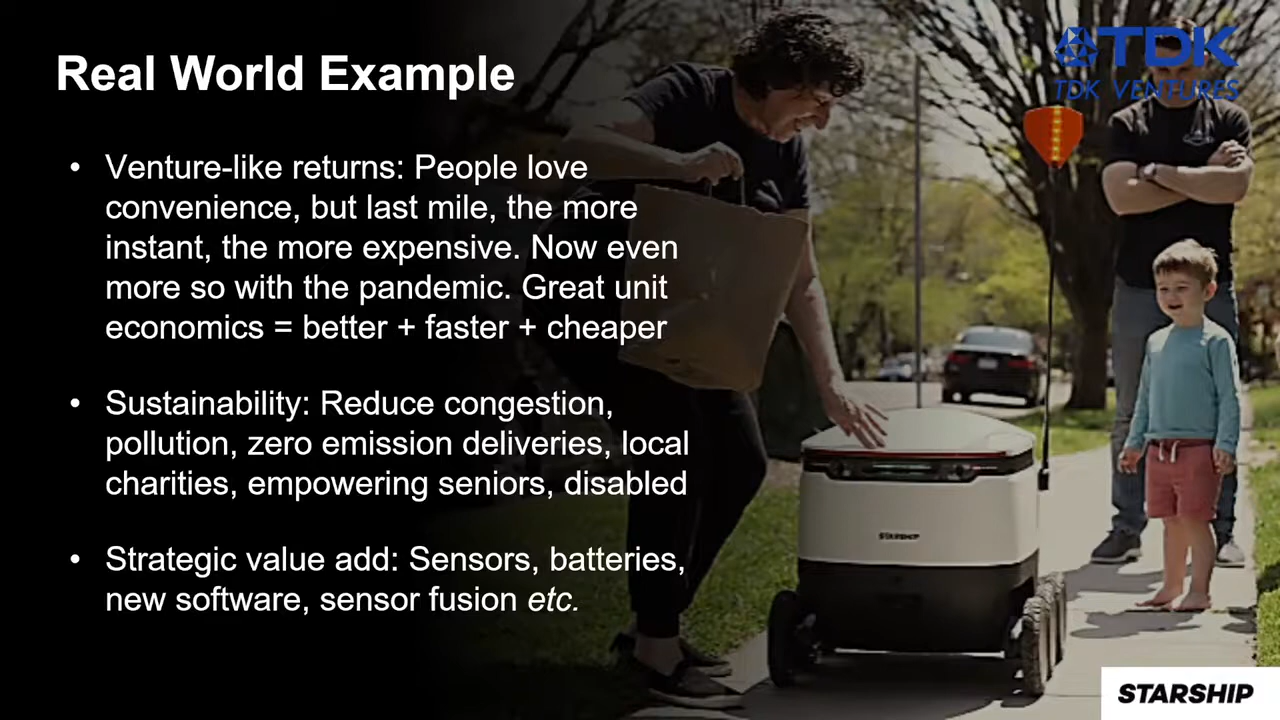 Real World Example
TDK
TDK VENTURES
• Venture-like returns: People love
convenience, but last mile, the more
instant, the more expensive. Now even
more so with the pandemic. Great unit
economics = better + faster + cheaper
• Sustainability: Reduce congestion,
pollution, zero emission deliveries, local
charities, empowering seniors, disabled
• Strategic value add: Sensors, batteries,
new software, sensor fusion etc.
STARSHIP
STARSHIP